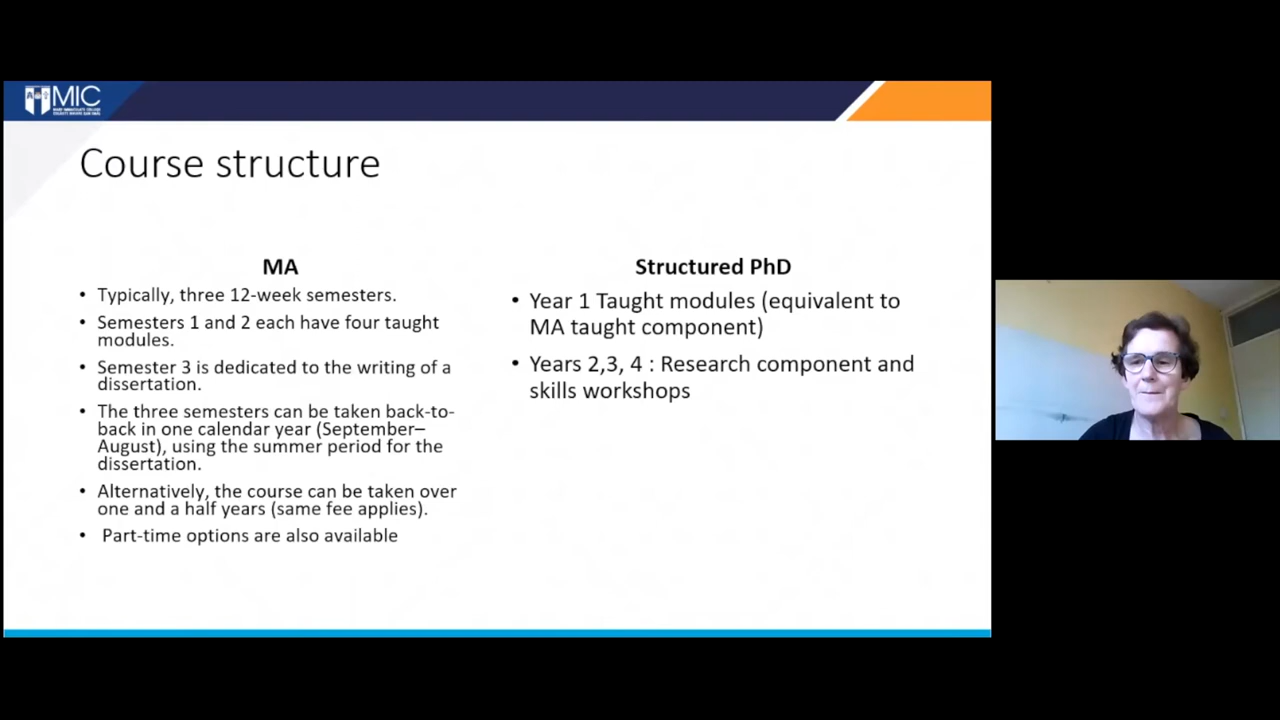 MIC
Course structure
MA
• Typically, three 12-week semesters.
• Semesters 1 and 2 each have four taught
modules.
• Semester 3 is dedicated to the writing of a
dissertation.
• The three semesters can be taken back-to-
back in one calendar year (September–
August), using the summer period for the
dissertation.
• Alternatively, the course can be taken over
one and a half years (same fee applies).
• Part-time options are also available
Structured PhD
• Year 1 Taught modules (equivalent to
MA taught component)
• Years 2,3, 4 : Research component and
skills workshops